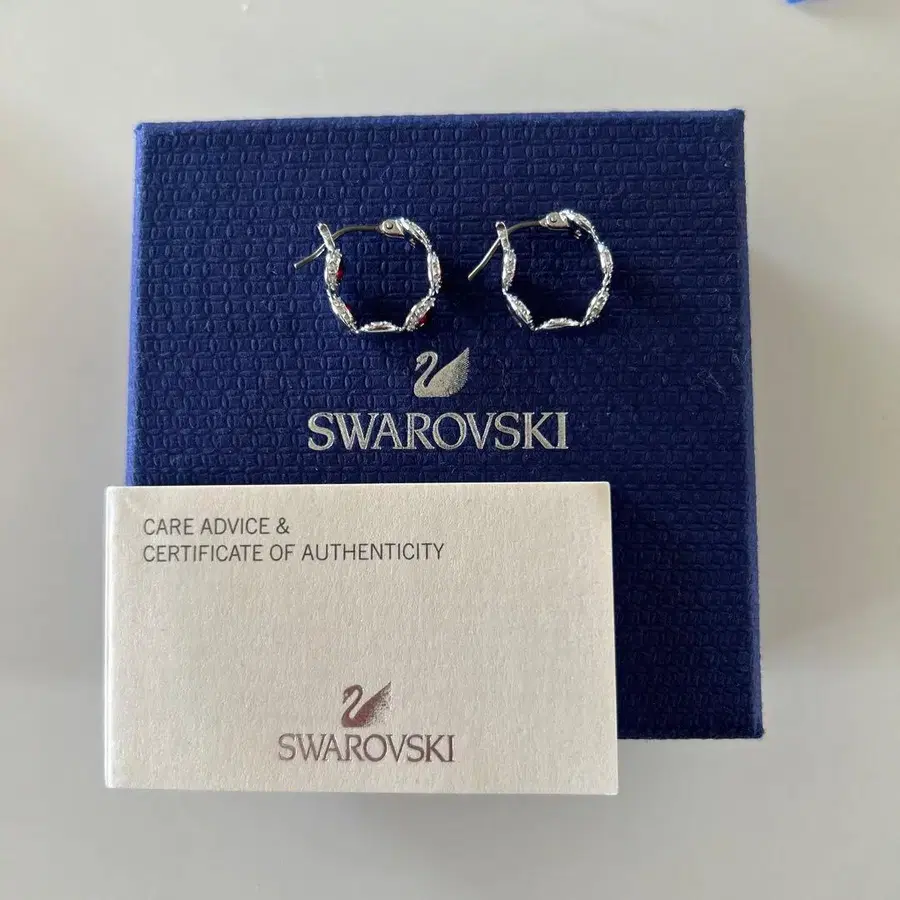 SWAROVSKI
CARE ADVICE &
CERTIFICATE OF AUTHENTICITY
SWAROVSKI